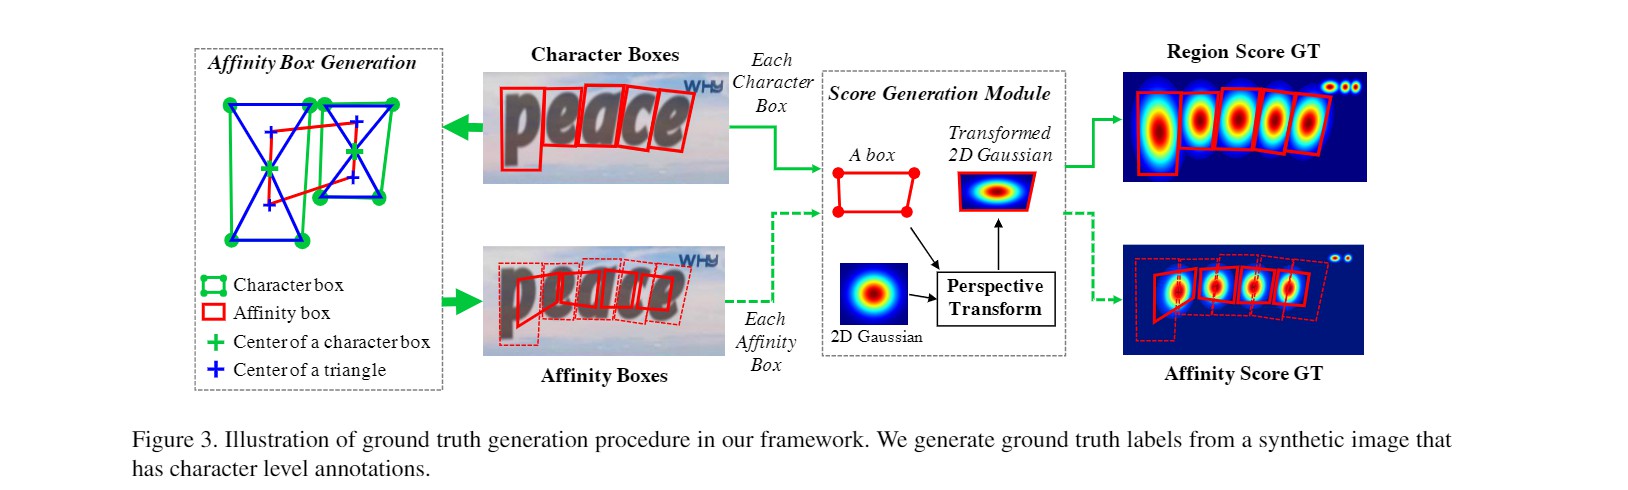 Affinity Box Generation
Character box
Affinity box
Center of a character box
Center of a triangle
Character Boxes
peace
WHY
peace
WHY
Affinity Boxes
Each
Character
Box
Each
Affinity
Box
Score Generation Module
A box
Transformed
2D Gaussian
2D Gaussian
Perspective
Transform
Region Score GT
Affinity Score GT
Figure 3. Illustration of ground truth generation procedure in our framework. We generate ground truth labels from a synthetic image that
has character level annotations.